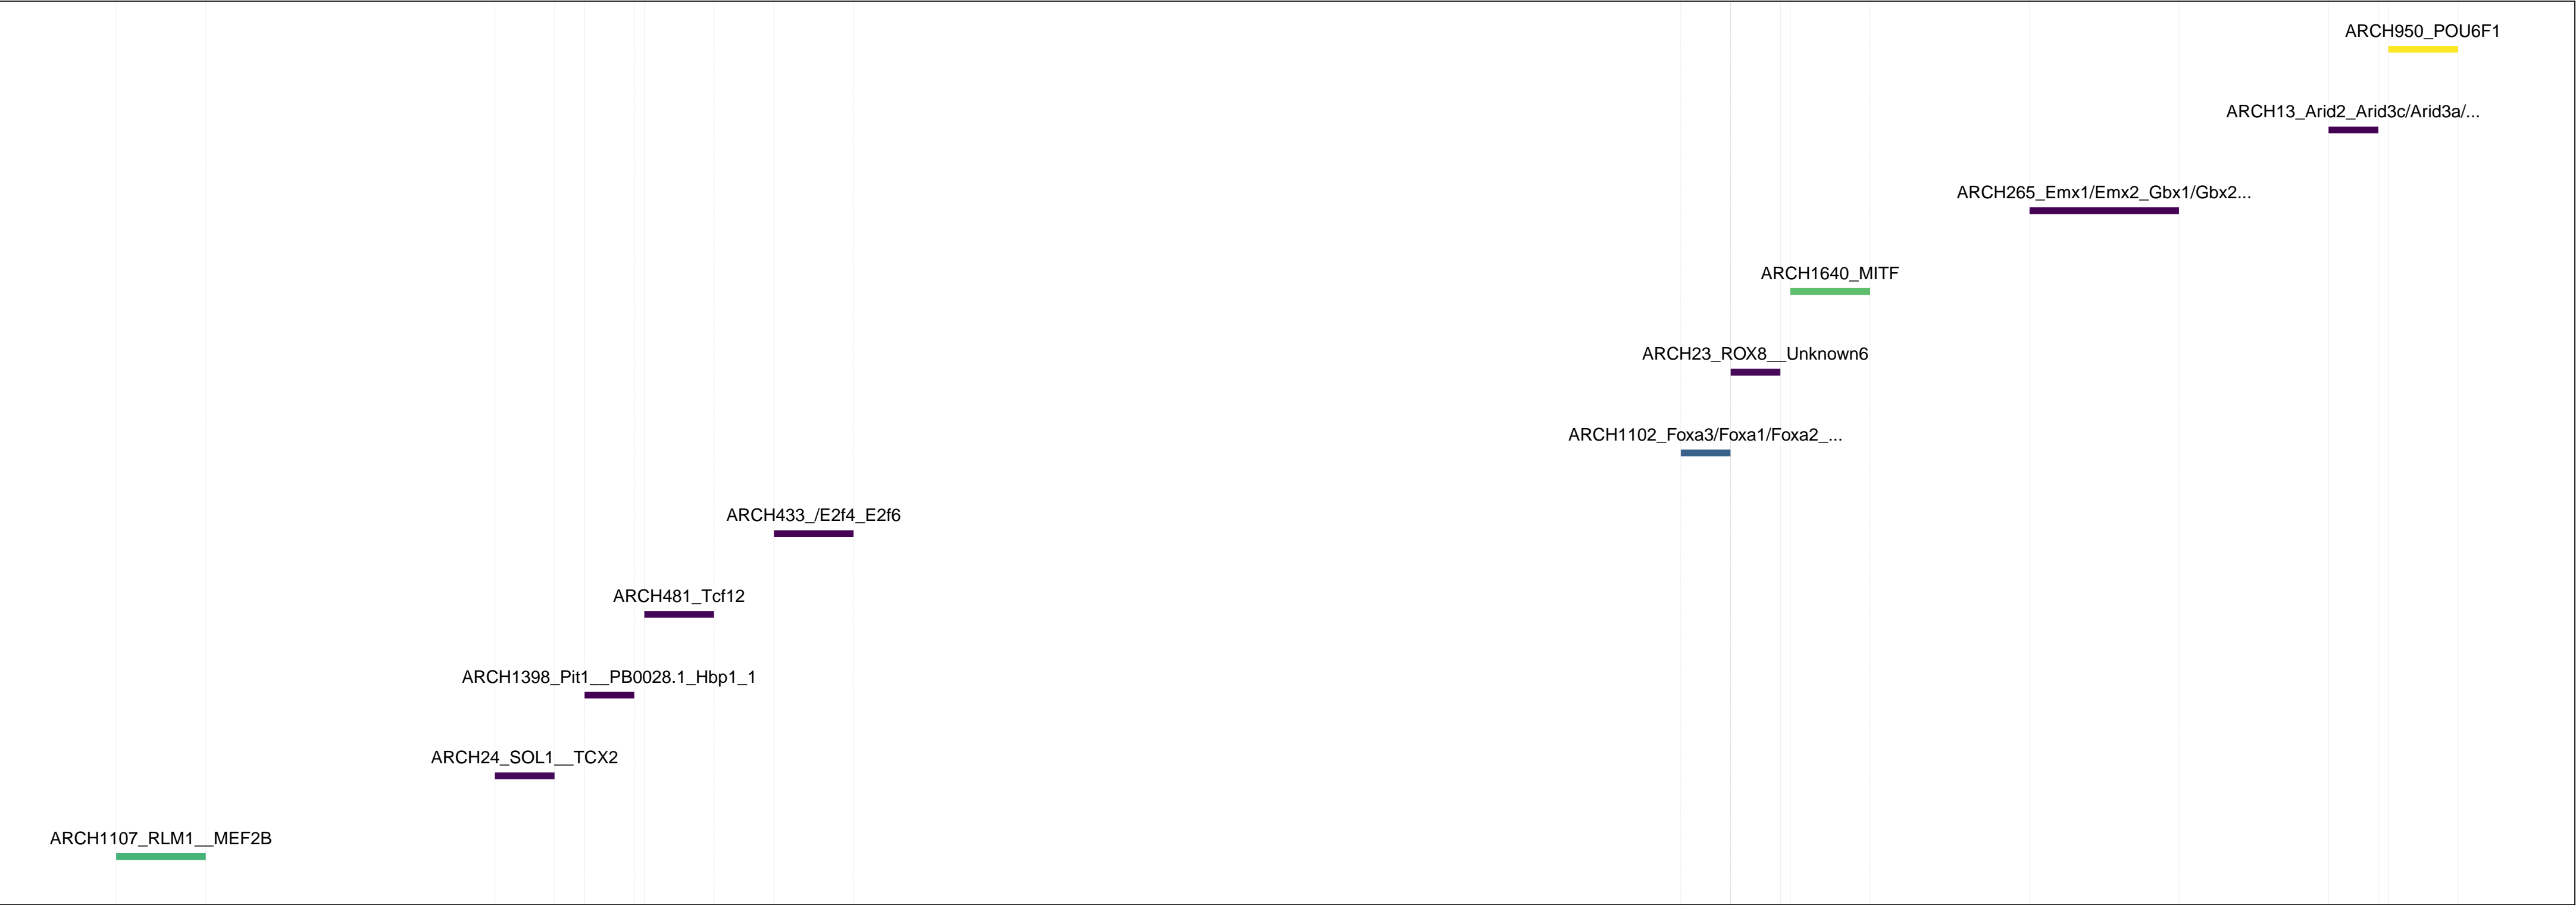 ARCH950_POU6F1
ARCH13_Arid2_Arid3c/Arid3a/...
ARCH265_Emx1/Emx2_Gbx1/Gbx2...
ARCH1640_MITF
ARCH23_ROX8__Unknown6
ARCH1102_Foxa3/Foxa1/Foxa2_...
ARCH433_/E2f4_E2f6
ARCH481_Tcf12
ARCH1398_Pit1__PB0028.1_Hbp1_1
ARCH24_SOL1__TCX2
ARCH1107_RLM1__MEF2B